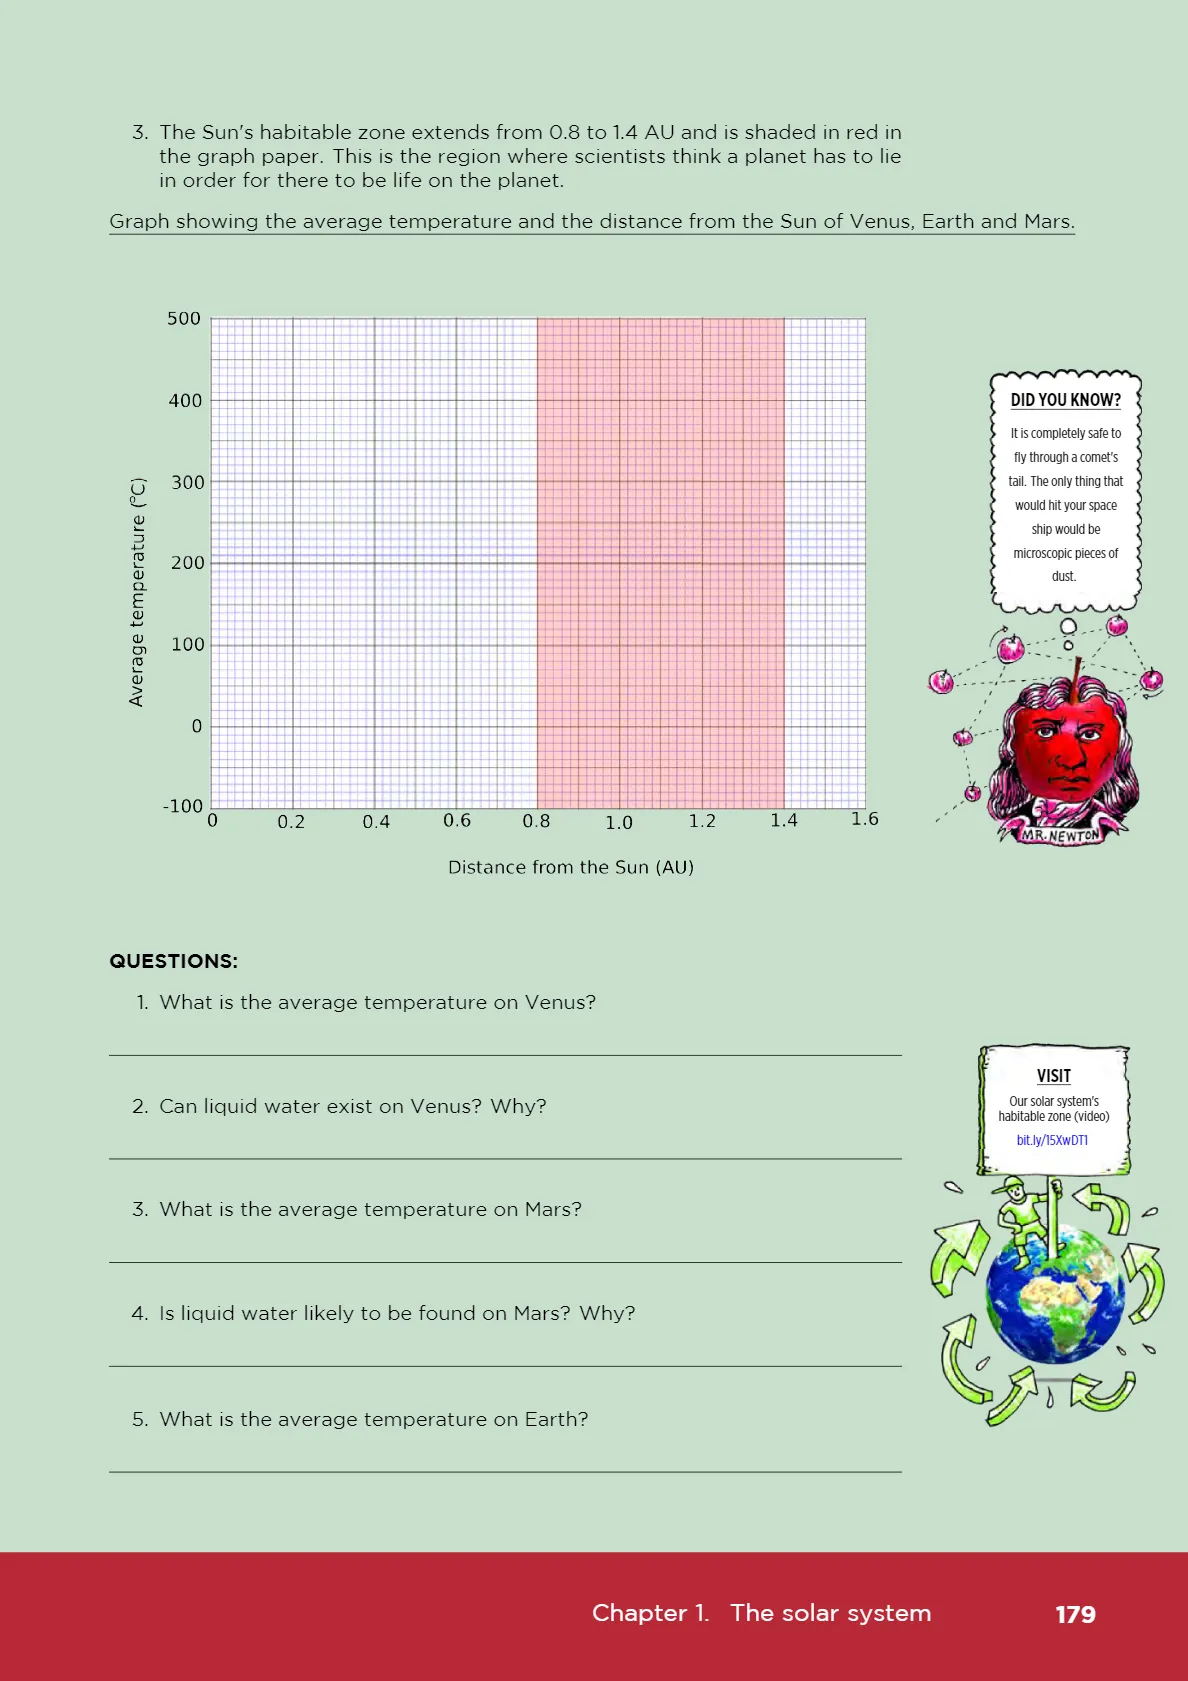 3. The Sun's habitable zone extends from 0.8 to 1.4 AU and is shaded in red in
the graph paper. This is the region where scientists think a planet has to lie
in order for there to be life on the planet.
Graph showing the average temperature and the distance from the Sun of Venus, Earth and Mars.
500
400
300
200
100
0
-100
Average temperature (°C)
0 0.2 0.4 0.6 0.8 1.0 1.2 1.4 1.6
Distance from the Sun (AU)
DID YOU KNOW?
It is completely safe to
fly through a comet's
tail. The only thing that
would hit your space
ship would be
microscopic pieces of
dust.
MR. NEWTON
QUESTIONS:
1. What is the average temperature on Venus?
2. Can liquid water exist on Venus? Why?
3. What is the average temperature on Mars?
4. Is liquid water likely to be found on Mars? Why?
5. What is the average temperature on Earth?
VISIT
Our solar system's
habitable zone (video)
bit.ly/15XwDT1
Chapter 1. The solar system 179